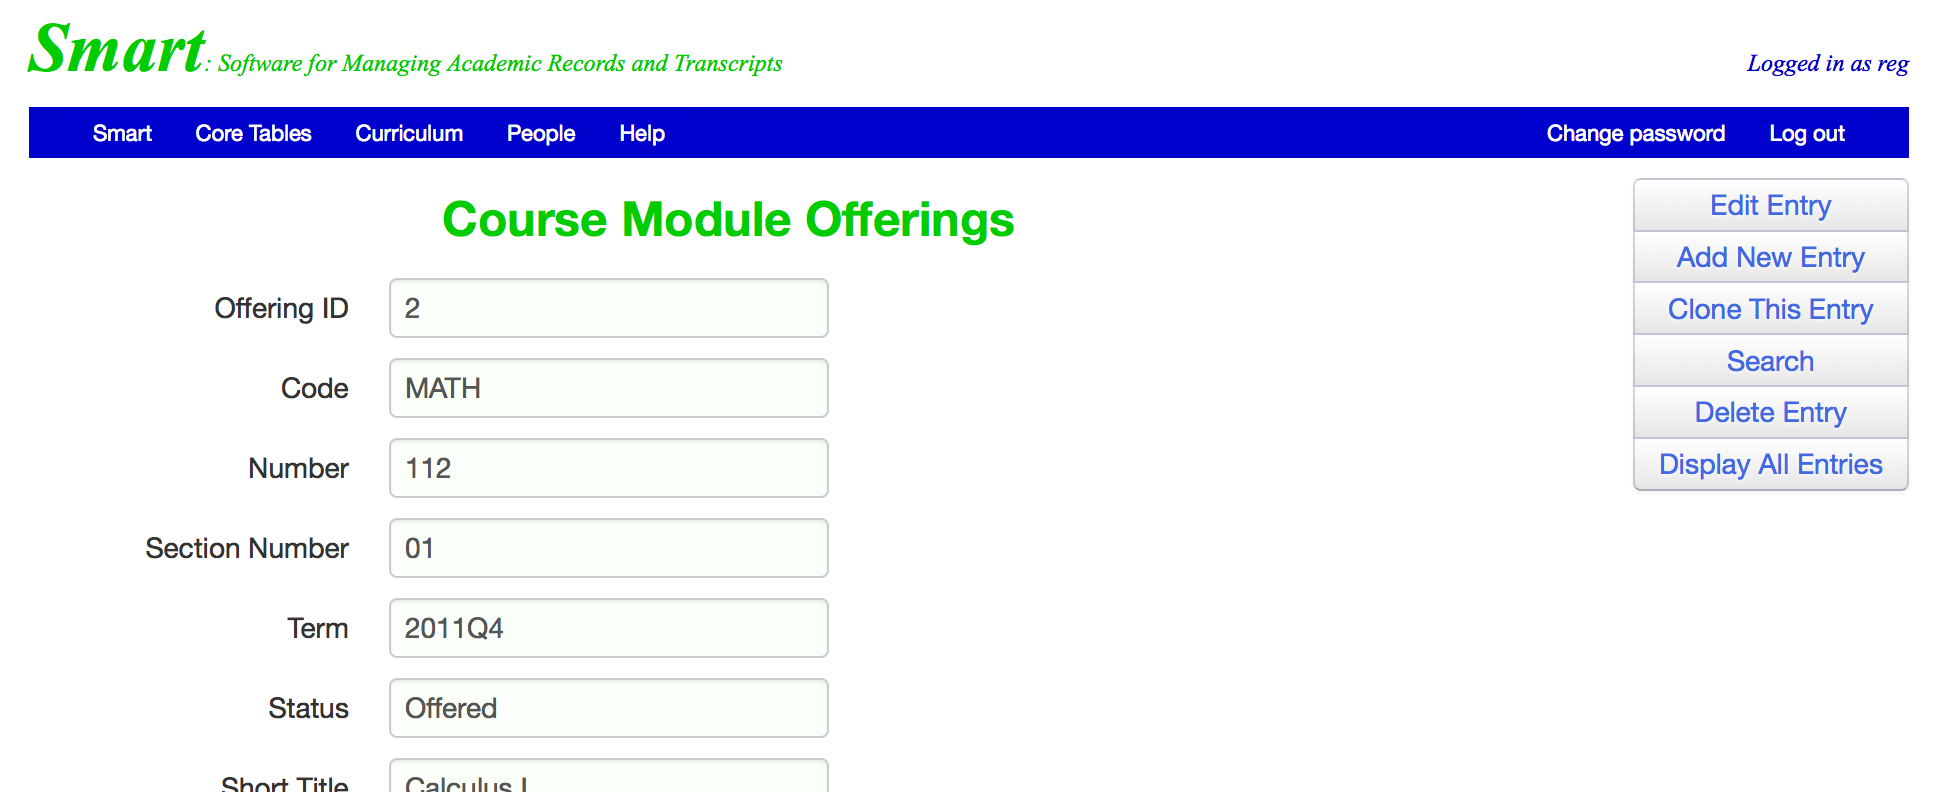 Smart: Software for Managing Academic Records and Transcripts
Logged in as reg
Smart Core Tables Curriculum People Help Change password Log out
Course Module Offerings
Edit Entry
Add New Entry
Clone This Entry
Search
Delete Entry
Display All Entries
Offering ID 2
Code MATH
Number 112
Section Number 01
Term 2011Q4
Status Offered
Short Title Calculus I